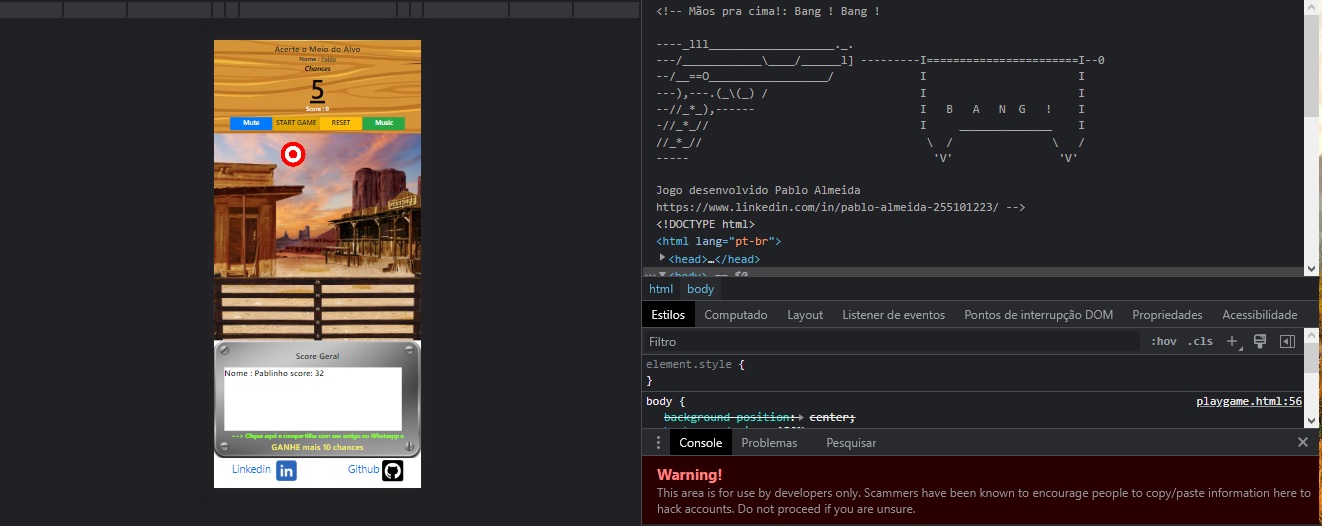 Acerte o Meio do Alvo
Nome : Pablo
Chances
5
Score : 0
Mute START GAME RESET Music
Score Geral
Nome : Pablinho score: 32
==> Clique aqui e compartilhe com seu amigo no Whatsapp e
GANHE mais 10 chances
Linkedin in Github
<!-- Mãos pra cima!: Bang ! Bang !
----_lll___________________._.
---/____________\____/______l] ---------I=======================I--0
--/__==O__________________/ I I
---),---.(_\(_) / I I
--//_*_),------ I B A N G ! I
-//_*_// I ______________ I
//_*_// \ / \ /
----- 'V' 'V'
Jogo desenvolvido Pablo Almeida
https://www.linkedin.com/in/pablo-almeida-255101223/ -->
<!DOCTYPE html>
<html lang="pt-br">
<head>…</head>
… <body> == $0
html body
Estilos Computado Layout Listener de eventos Pontos de interrupção DOM Propriedades Acessibilidade
Filtro :hov .cls +
element.style {
}
body { playgame.html:56
background-position: center;
Console Problemas Pesquisar
Warning!
This area is for use by developers only. Scammers have been known to encourage people to copy/paste information here to
hack accounts. Do not proceed if you are unsure.